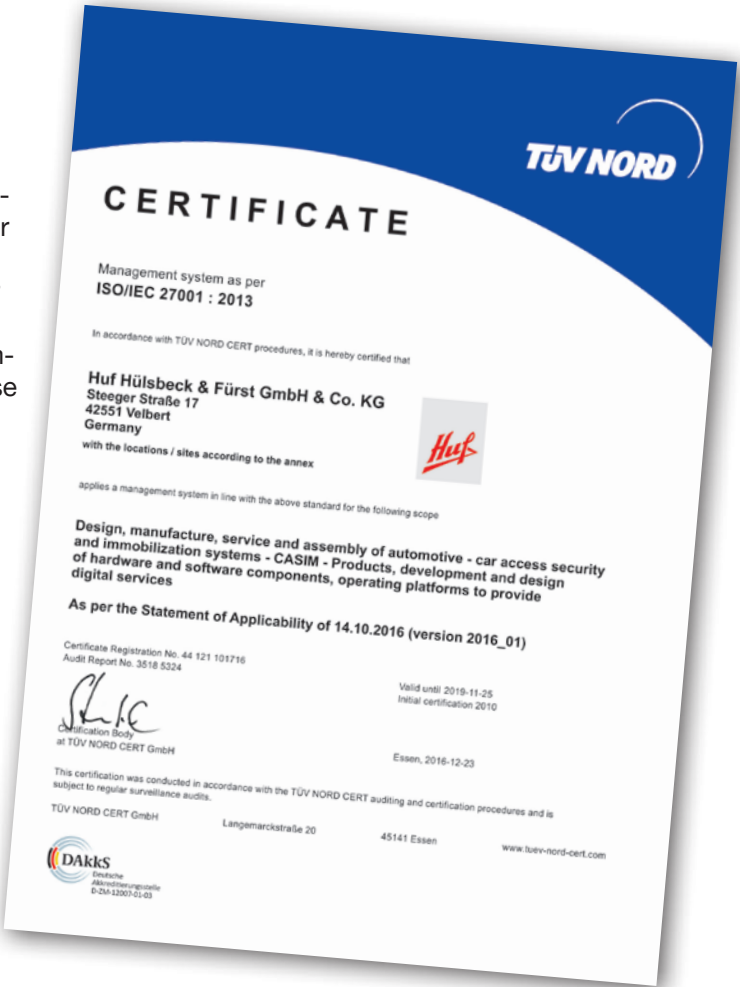 -
r
n-
se
TÜV NORD
CERTIFICATE
Management system as per
ISO/IEC 27001 : 2013
In accordance with TÜV NORD CERT procedures, it is hereby certified that
Huf Hülsbeck & Fürst GmbH & Co. KG
Steeger Straße 17
42551 Velbert
Germany
with the locations / sites according to the annex
Huf
applies a management system in line with the above standard for the following scope
Design, manufacture, service and assembly of automotive - car access security
and immobilization systems - CASIM - Products, development and design
of hardware and software components, operating platforms to provide
digital services
As per the Statement of Applicability of 14.10.2016 (version 2016_01)
Certificate Registration No. 44 121 101716
Audit Report No. 3518 5324
Valid until 2019-11-25
Initial certification 2010
Certification Body
at TÜV NORD CERT GmbH
Essen, 2016-12-23
This certification was conducted in accordance with the TÜV NORD CERT auditing and certification procedures and is
subject to regular surveillance audits.
TÜV NORD CERT GmbH Langemarckstraße 20 45141 Essen www.tuev-nord-cert.com
DAkkS
Deutsche
Akkreditierungsstelle
D-ZM-12007-01-03